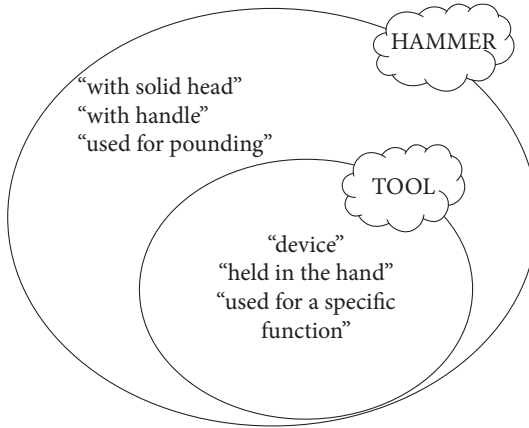 HAMMER
“with solid head”
“with handle”
“used for pounding”
TOOL
“device”
“held in the hand”
“used for a specific
function”